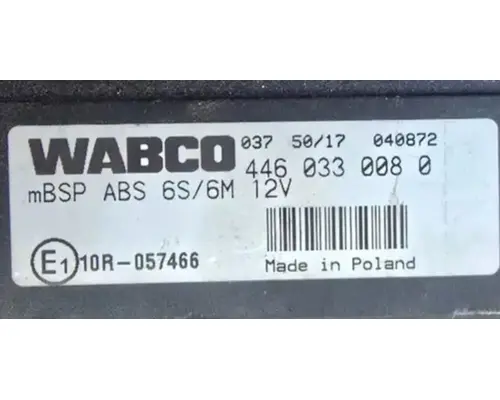 WABCO 037 50/17 040872
446 033 008 0
mBSP ABS 6S/6M 12V
E1 10R-057466
Made in Poland